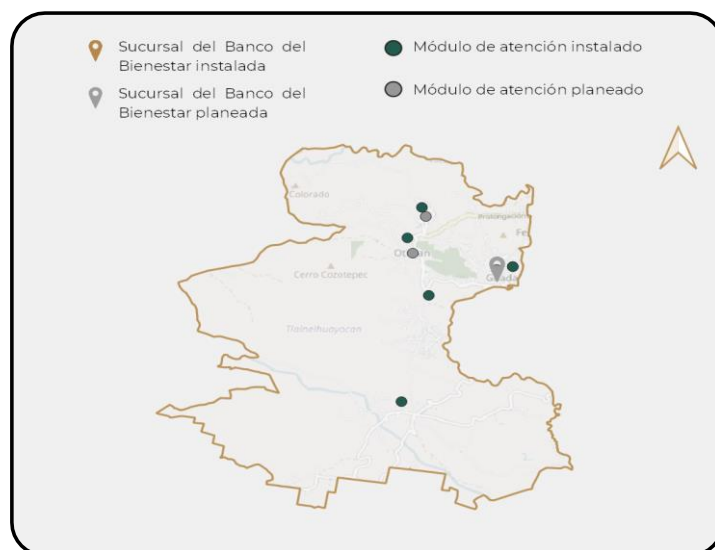 Sucursal del Banco del
Bienestar instalada
Módulo de atención instalado
Sucursal del Banco del
Bienestar planeada
Módulo de atención planeado
Colorado
Cerro Cozotepec
Tlalnelhuayocan